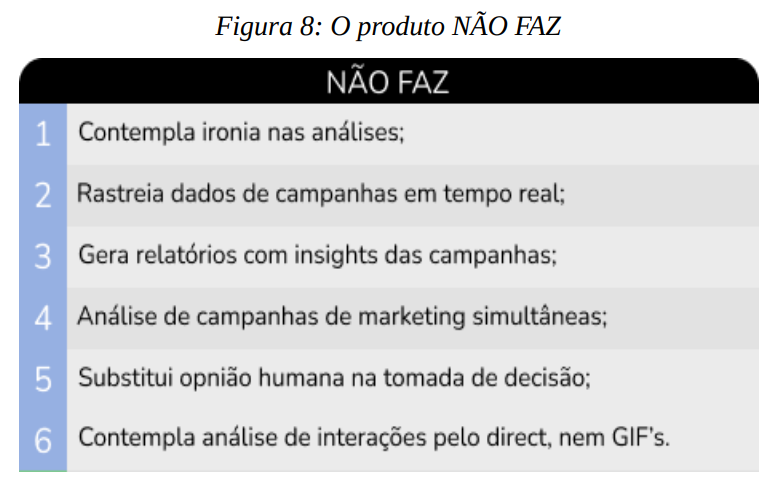 Figura 8: O produto NÃO FAZ
NÃO FAZ
1 Contempla ironia nas análises;
2 Rastreia dados de campanhas em tempo real;
3 Gera relatórios com insights das campanhas;
4 Análise de campanhas de marketing simultâneas;
5 Substitui opnião humana na tomada de decisão;
6 Contempla análise de interações pelo direct, nem GIF's.